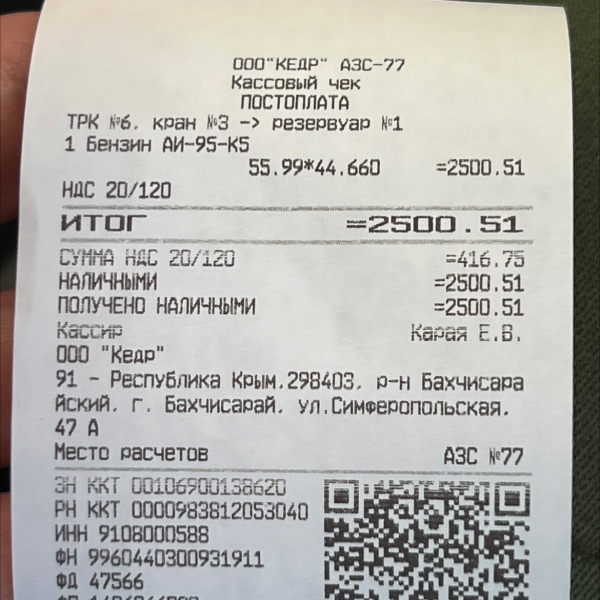 ООО"КЕДР" АЗС-77
Кассовый чек
ПОСТОПЛАТА
ТРК №6, кран №3 -> резервуар №1
1 Бензин АИ-95-К5
55.99*44.660 =2500.51
НДС 20/120
ИТОГ =2500.51
СУММА НДС 20/120 =416.75
НАЛИЧНЫМИ =2500.51
ПОЛУЧЕНО НАЛИЧНЫМИ =2500.51
Кассир Карая Е.В.
ООО "Кедр"
91 - Республика Крым,298403, р-н Бахчисара
йский, г. Бахчисарай, ул.Симферопольская,
47 А
Место расчетов АЗС №77
ЗН ККТ 00106900138620
РН ККТ 0000983812053040
ИНН 9108000588
ФН 9960440300931911
ФД 47566